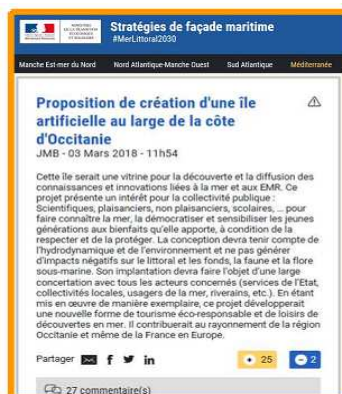 MINISTÈRE
DE LA TRANSITION
ÉCOLOGIQUE
ET SOLIDAIRE
Stratégies de façade maritime
#MerLittoral2030
Manche Est-mer du Nord Nord Atlantique-Manche Ouest Sud Atlantique Méditerranée
Proposition de création d'une île
artificielle au large de la côte
d'Occitanie
JMB - 03 Mars 2018 - 11h54
Cette île serait une vitrine pour la découverte et la diffusion des
connaissances et innovations liées à la mer et aux EMR. Ce
projet présente un intérêt pour la collectivité publique :
Scientifiques, plaisanciers, non plaisanciers, scolaires, ... pour
faire connaître la mer, la démocratiser et sensibiliser les jeunes
générations aux bienfaits qu'elle apporte, à condition de la
respecter et de la protéger. La conception devra tenir compte de
l'hydrodynamique et de l'environnement et ne pas générer
d'impacts négatifs sur le littoral et les fonds, la faune et la flore
sous-marine. Son implantation devra faire l'objet d'une large
concertation avec tous les acteurs concernés (services de l'Etat,
collectivités locales, usagers de la mer, riverains, etc.). En étant
mis en œuvre de manière exemplaire, ce projet développerait
une nouvelle forme de tourisme éco-responsable et de loisirs de
découvertes en mer. Il contribuerait au rayonnement de la région
Occitanie et même de la France en Europe.
Partager f in + 25 - 2
27 commentaire(s)